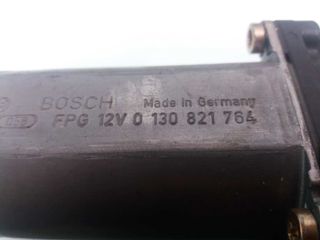 BOSCH Made in Germany
FPG 12V 0 130 821 764